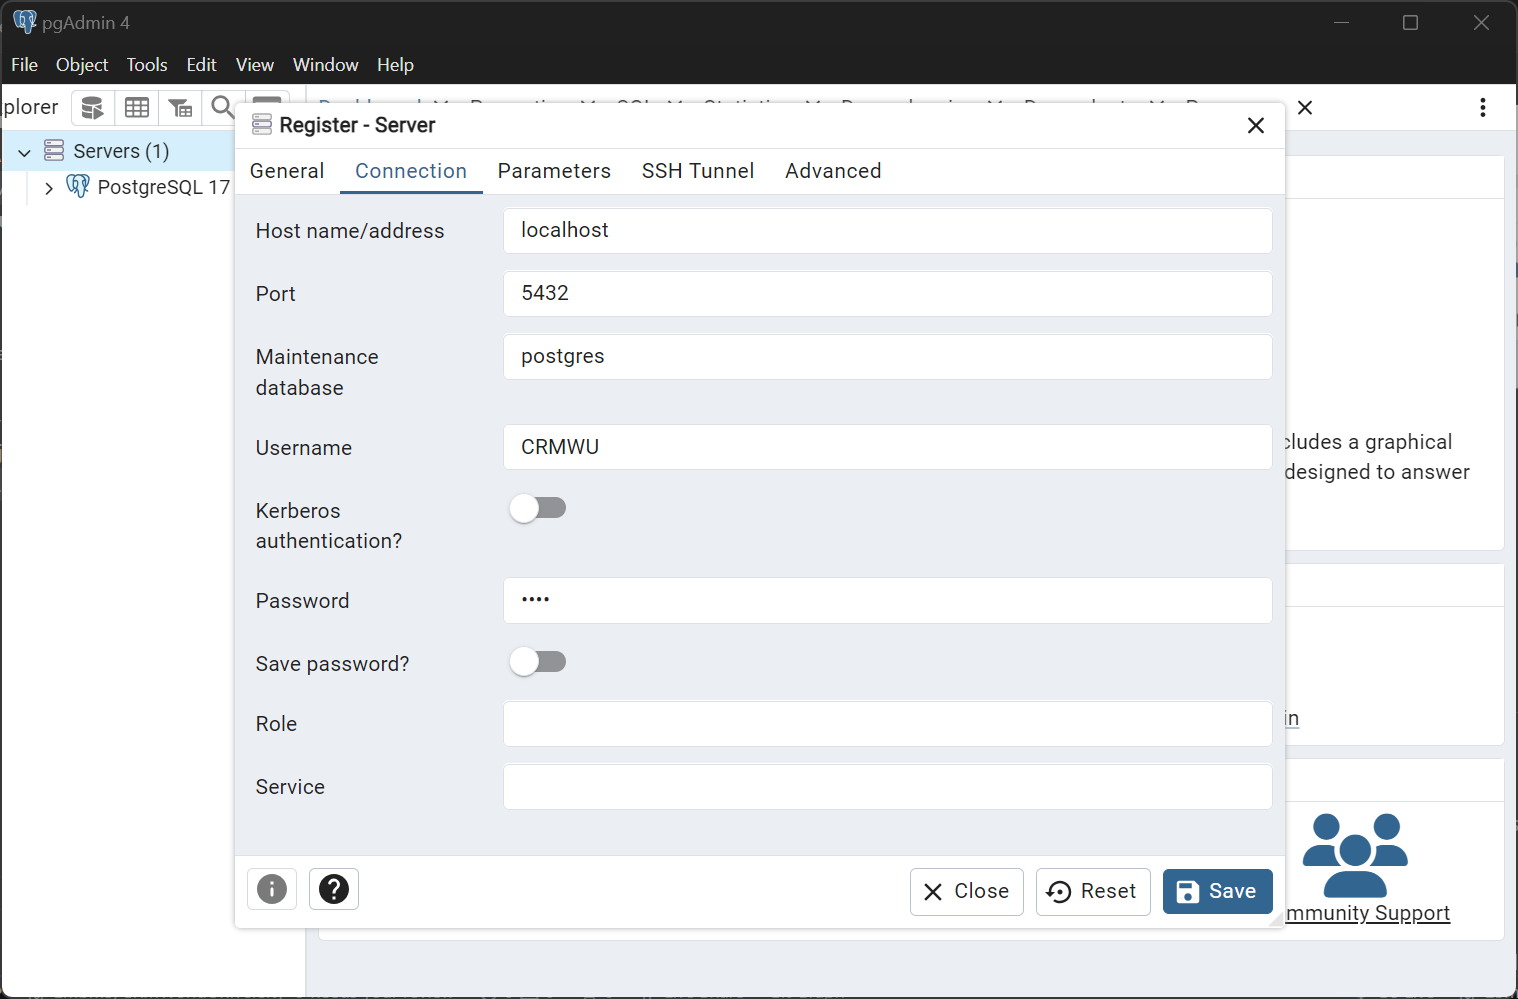 pgAdmin 4
File Object Tools Edit View Window Help
plorer
Servers (1)
PostgreSQL 17
Register - Server
General Connection Parameters SSH Tunnel Advanced
Host name/address localhost
Port 5432
Maintenance database postgres
Username CRMWU
Kerberos authentication?
Password ••••
Save password?
Role
Service
Close Reset Save
cludes a graphical
designed to answer
in
mmunity Support